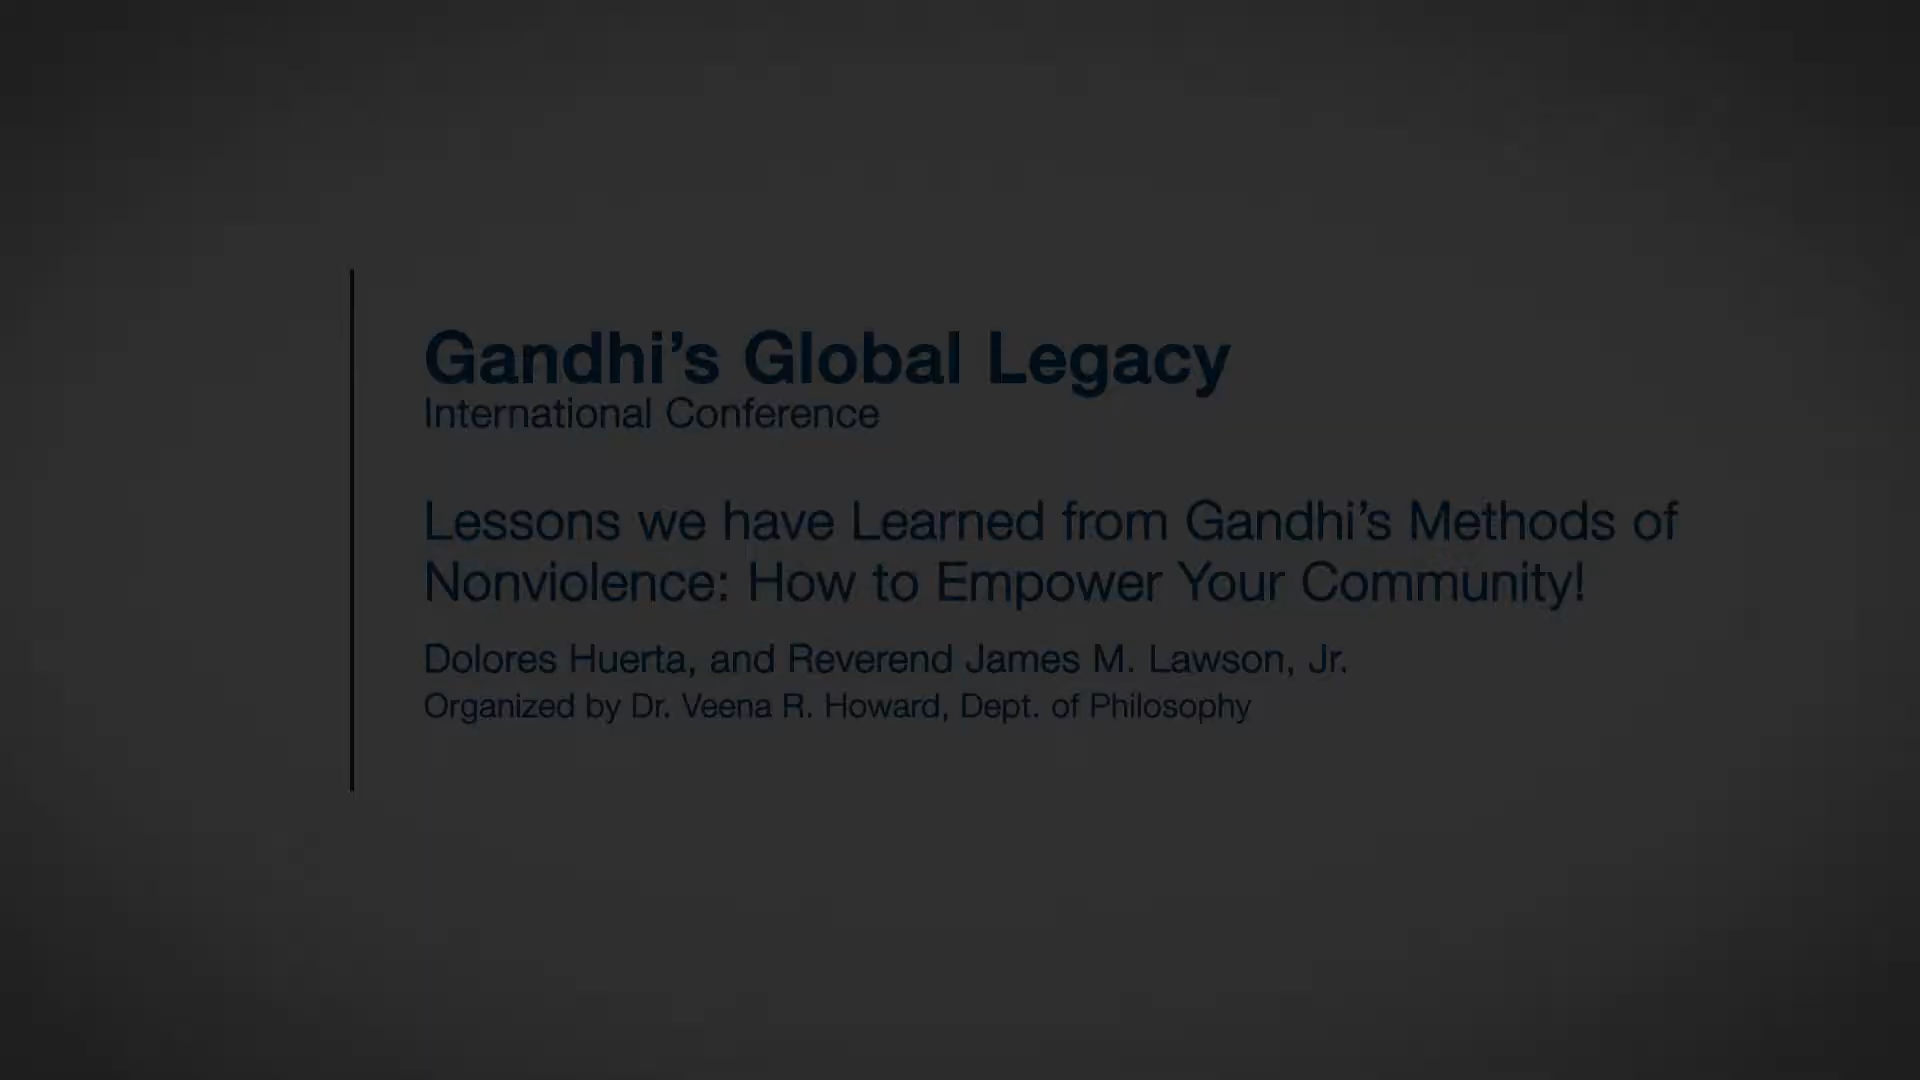 Gandhi’s Global Legacy
International Conference
Lessons we have Learned from Gandhi’s Methods of
Nonviolence: How to Empower Your Community!
Dolores Huerta, and Reverend James M. Lawson, Jr.
Organized by Dr. Veena R. Howard, Dept. of Philosophy